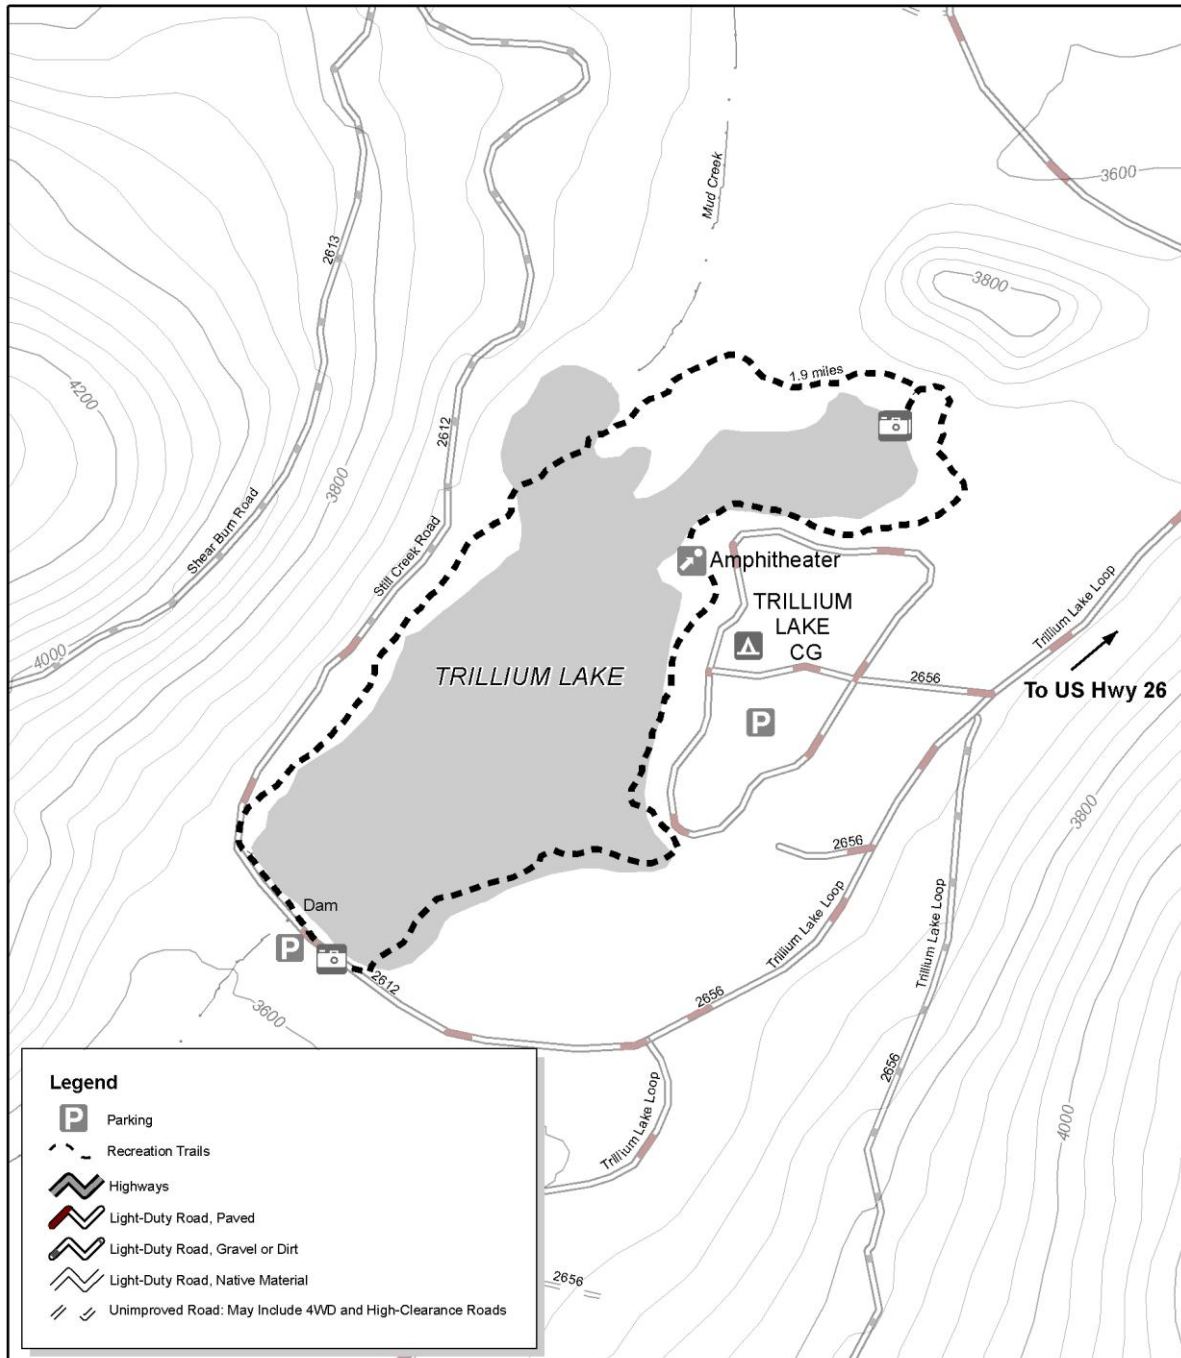 3600
Mud Creek
2613
3800
1.9 miles
4200
2612
3800
Shear Burn Road
Still Creek Road
Amphitheater
TRILLIUM
LAKE
CG
Trillium Lake Loop
4000
TRILLIUM LAKE
2656
To US Hwy 26
P
3800
2656
Dam
Trillium Lake Loop
Trillium Lake Loop
P
2612
2656
3600
2656
Trillium Lake Loop
4000
2656
Legend
P Parking
Recreation Trails
Highways
Light-Duty Road, Paved
Light-Duty Road, Gravel or Dirt
Light-Duty Road, Native Material
Unimproved Road: May Include 4WD and High-Clearance Roads